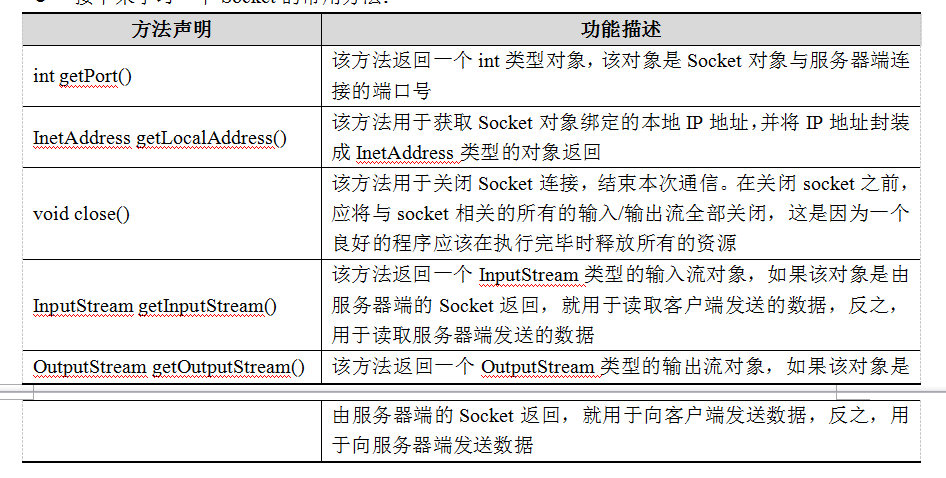 接下来学习一下 Socket 的常用方法：
方法声明
功能描述
int getPort()
该方法返回一个 int 类型对象，该对象是 Socket 对象与服务器端连
接的端口号
InetAddress getLocalAddress()
该方法用于获取 Socket 对象绑定的本地 IP 地址，并将 IP 地址封装
成 InetAddress 类型的对象返回
void close()
该方法用于关闭 Socket 连接，结束本次通信。在关闭 socket 之前，
应将与 socket 相关的所有的输入/输出流全部关闭，这是因为一个
良好的程序应该在执行完毕时释放所有的资源
InputStream getInputStream()
该方法返回一个 InputStream 类型的输入流对象，如果该对象是由
服务器端的 Socket 返回，就用于读取客户端发送的数据，反之，
用于读取服务器端发送的数据
OutputStream getOutputStream()
该方法返回一个 OutputStream 类型的输出流对象，如果该对象是
由服务器端的 Socket 返回，就用于向客户端发送数据，反之，用
于向服务器端发送数据